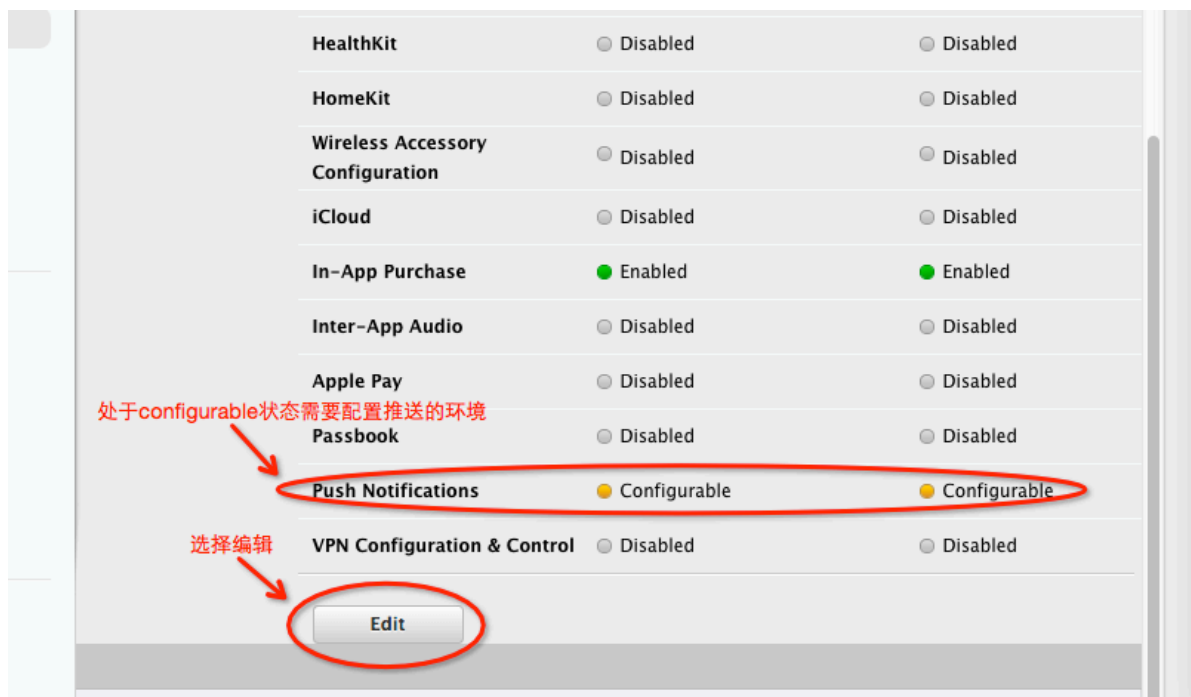 HealthKit Disabled Disabled
HomeKit Disabled Disabled
Wireless Accessory
Configuration Disabled Disabled
iCloud Disabled Disabled
In-App Purchase Enabled Enabled
Inter-App Audio Disabled Disabled
Apple Pay Disabled Disabled
处于configurable状态需要配置推送的环境
Passbook Disabled Disabled
Push Notifications Configurable Configurable
选择编辑
VPN Configuration & Control Disabled Disabled
Edit